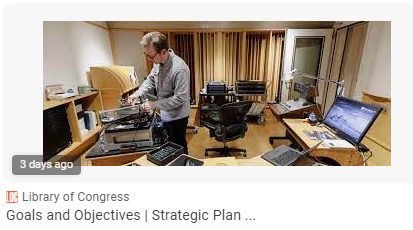 3 days ago
Library of Congress
Goals and Objectives | Strategic Plan ...